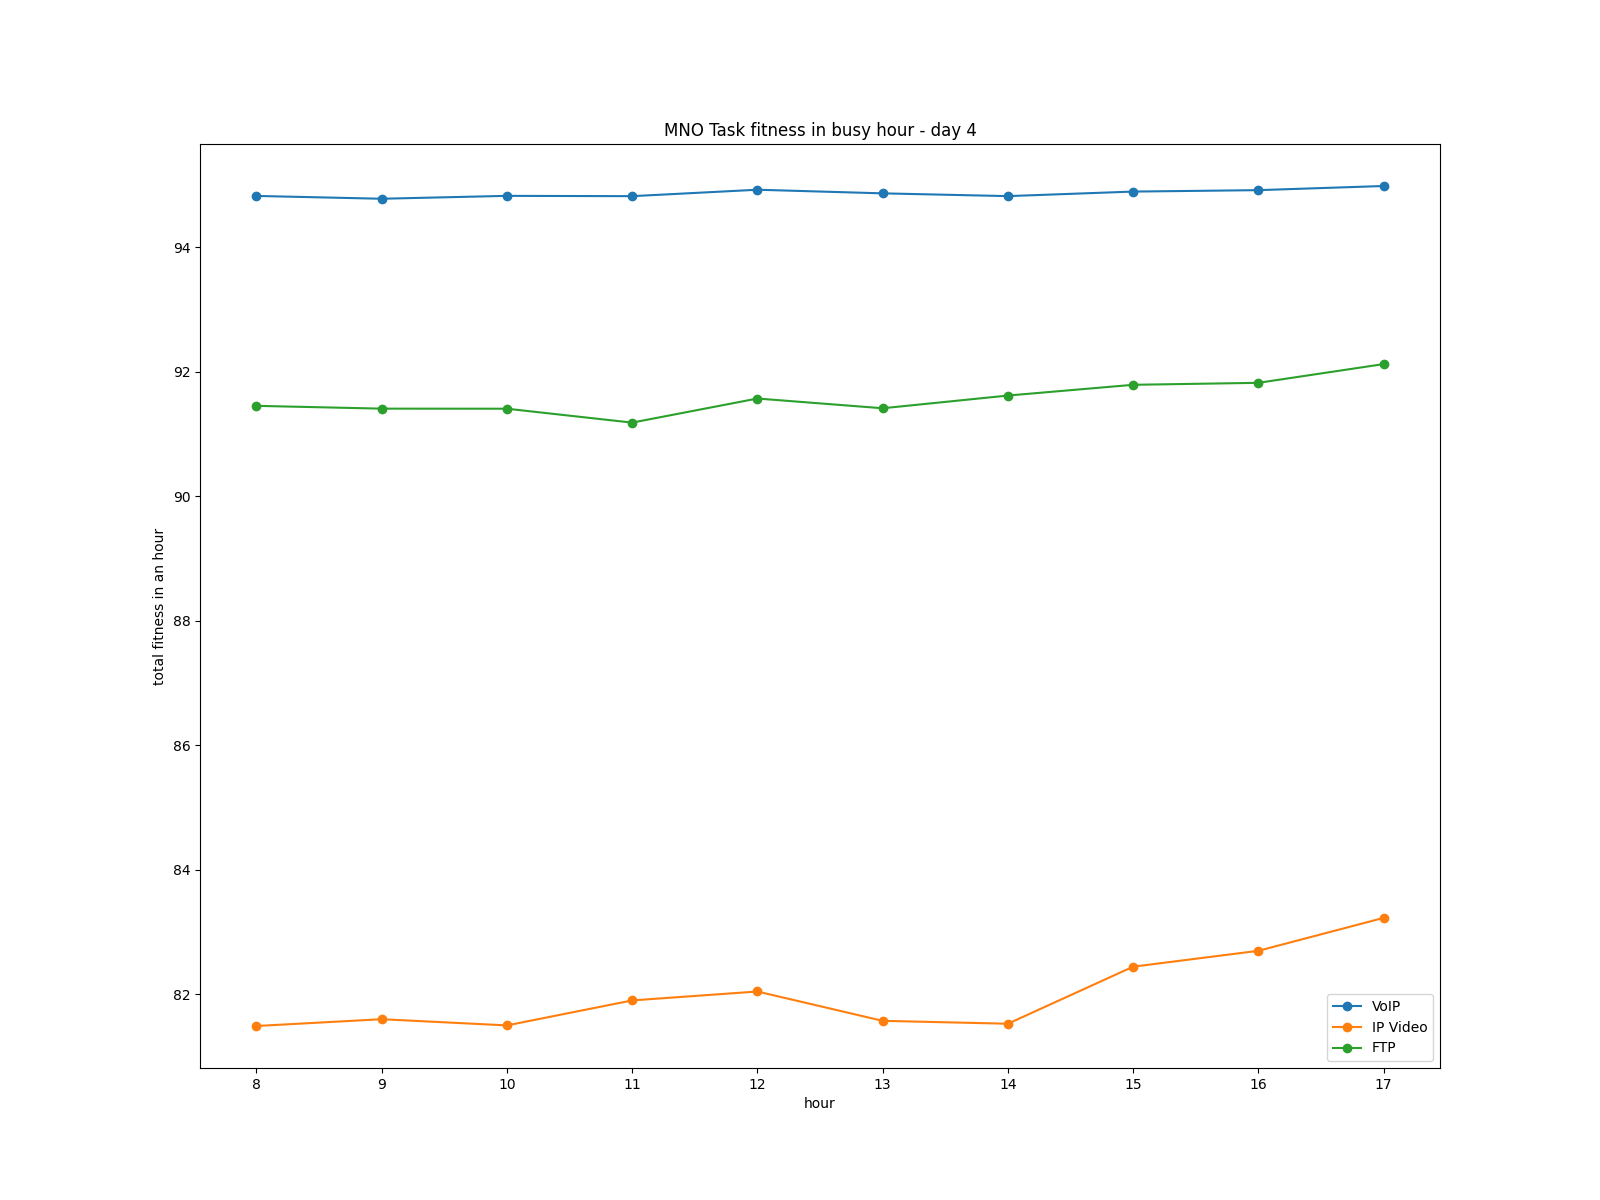 MNO Task fitness in busy hour - day 4
total fitness in an hour
94
92
90
88
86
84
82
8 9 10 11 12 13 14 15 16 17
hour
VoIP
IP Video
FTP